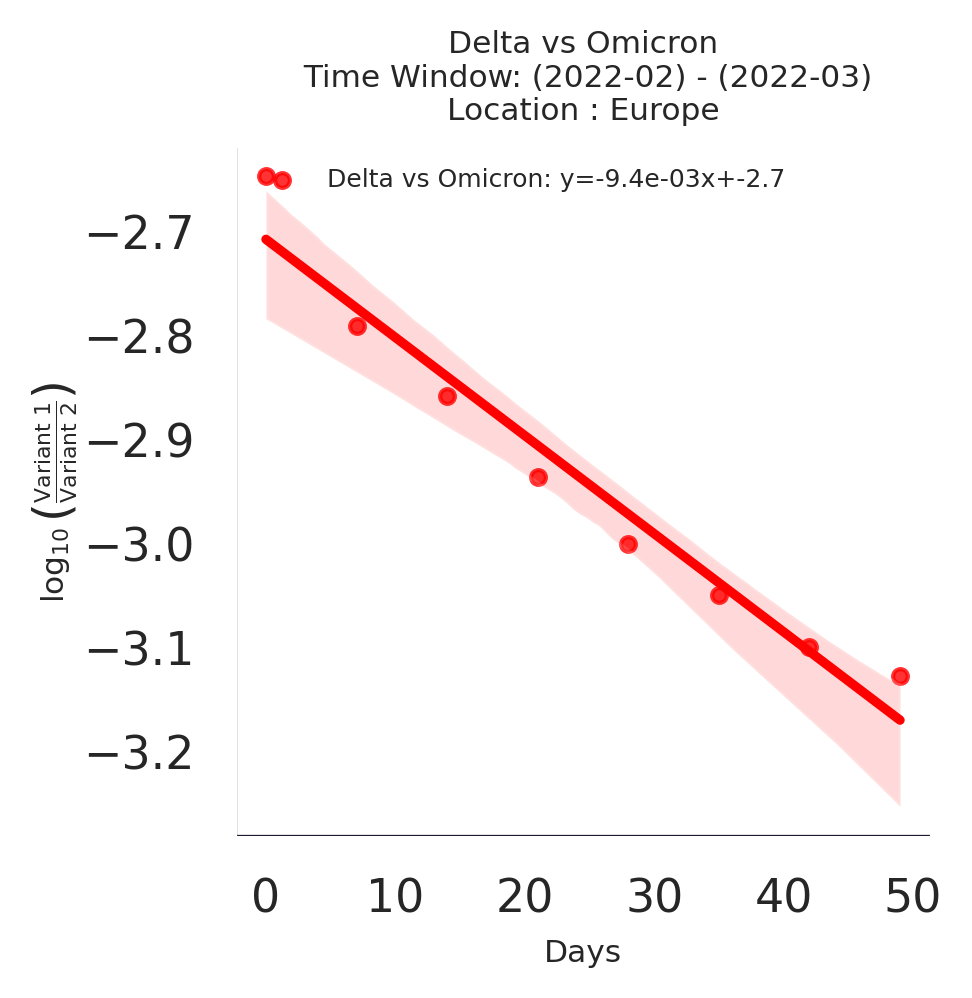 Delta vs Omicron
Time Window: (2022-02) - (2022-03)
Location : Europe
Delta vs Omicron: y=-9.4e-03x+-2.7
−2.7
−2.8
−2.9
−3.0
−3.1
−3.2
log₁₀ (Variant 1 / Variant 2)
0 10 20 30 40 50
Days